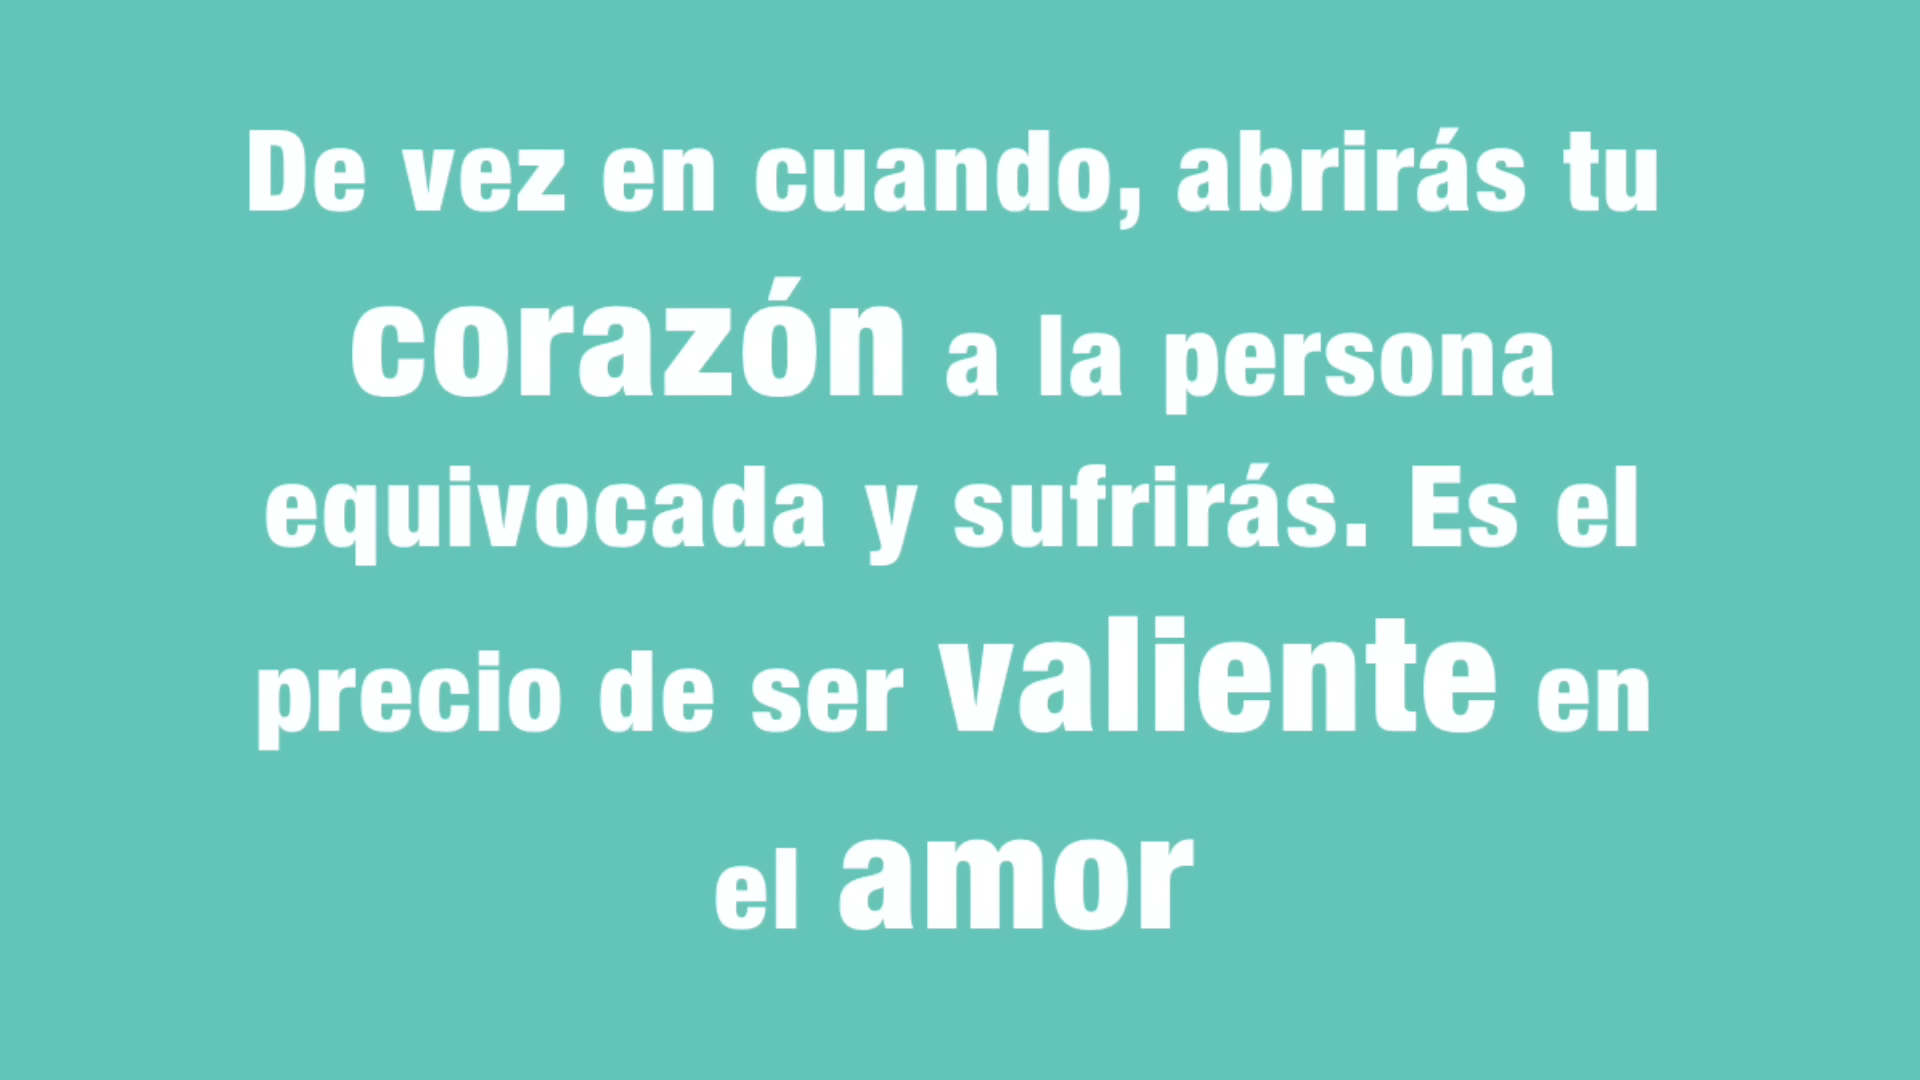 De vez en cuando, abrirás tu
corazón a la persona
equivocada y sufrirás. Es el
precio de ser valiente en
el amor